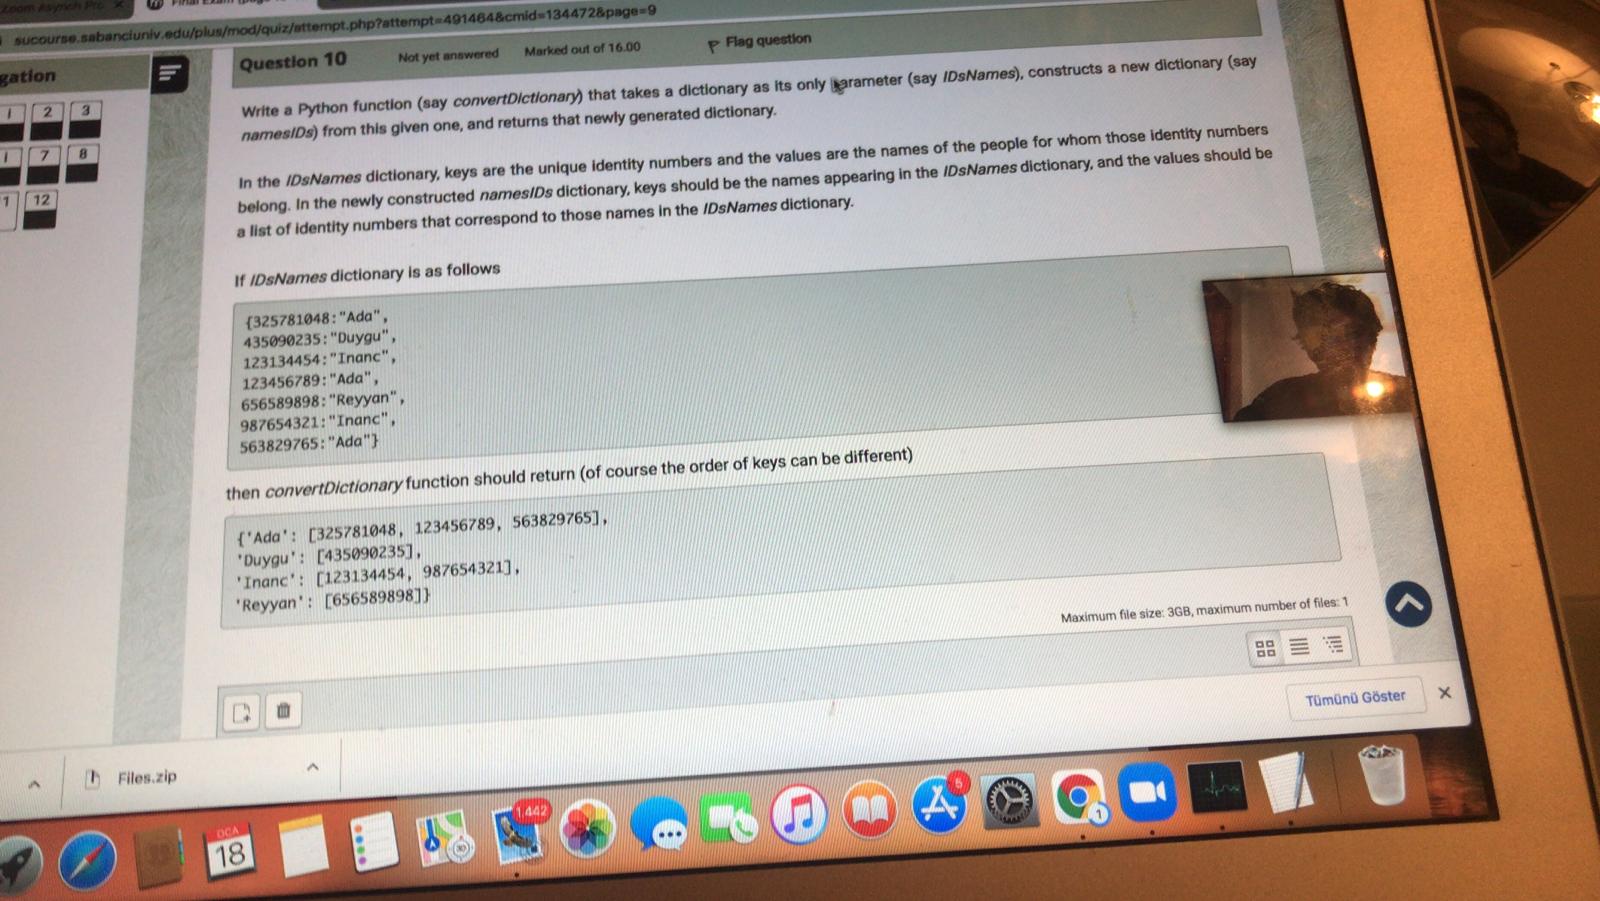 Zoom Asynch Pro
sucourse.sabanciuniv.edu/plus/mod/quiz/attempt.php?attempt=491464&cmid=134472&page=9
gation
1 2 3
7 8
1 12
Question 10
Not yet answered
Marked out of 16.00
Flag question
Write a Python function (say convertDictionary) that takes a dictionary as its only parameter (say IDsNames), constructs a new dictionary (say
namesIDs) from this given one, and returns that newly generated dictionary.
In the IDsNames dictionary, keys are the unique identity numbers and the values are the names of the people for whom those identity numbers
belong. In the newly constructed namesIDs dictionary, keys should be the names appearing in the IDsNames dictionary, and the values should be
a list of identity numbers that correspond to those names in the IDsNames dictionary.
If IDsNames dictionary is as follows
{325781048:"Ada",
435090235:"Duygu",
123134454:"Inanc",
123456789:"Ada",
656589898:"Reyyan",
987654321:"Inanc",
563829765:"Ada"}
then convertDictionary function should return (of course the order of keys can be different)
{'Ada': [325781048, 123456789, 563829765],
'Duygu': [435090235],
'Inanc': [123134454, 987654321],
'Reyyan': [656589898]}
Maximum file size: 3GB, maximum number of files: 1
Tümünü Göster
Files.zip
1.442
5
DCA
18
3D
1